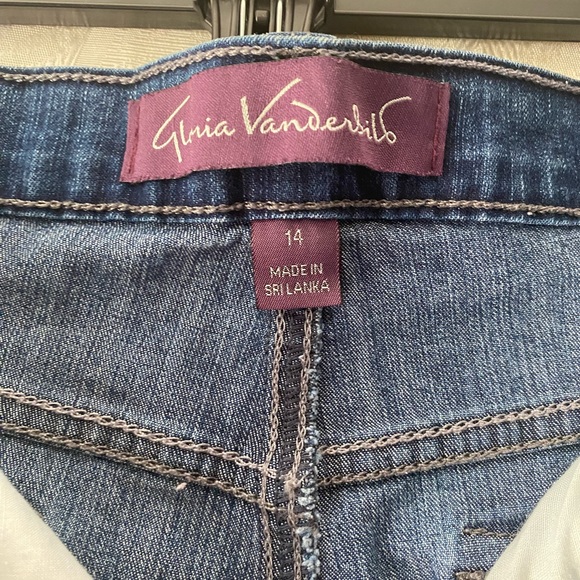 Gloria Vanderbilt
14
MADE IN
SRI LANKA